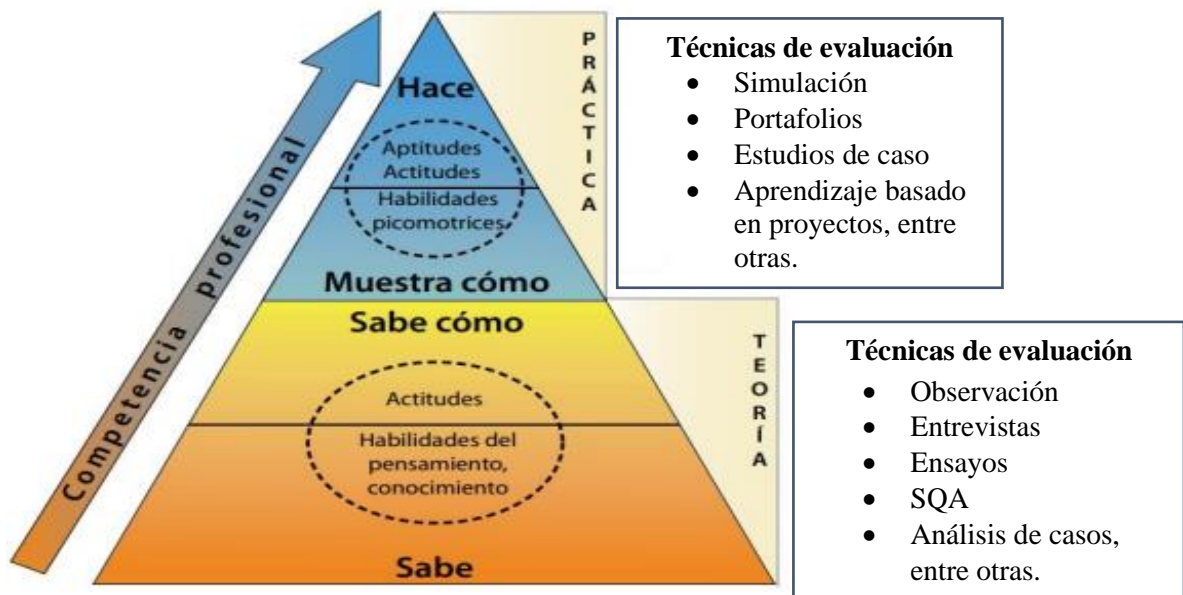 Competencia profesional
Hace
Aptitudes
Actitudes
Habilidades
picomotrices
Muestra cómo
Sabe cómo
Actitudes
Habilidades del
pensamiento,
conocimiento
Sabe
PRÁCTICA
TEORÍA
Técnicas de evaluación
• Simulación
• Portafolios
• Estudios de caso
• Aprendizaje basado
en proyectos, entre
otras.
Técnicas de evaluación
• Observación
• Entrevistas
• Ensayos
• SQA
• Análisis de casos,
entre otras.